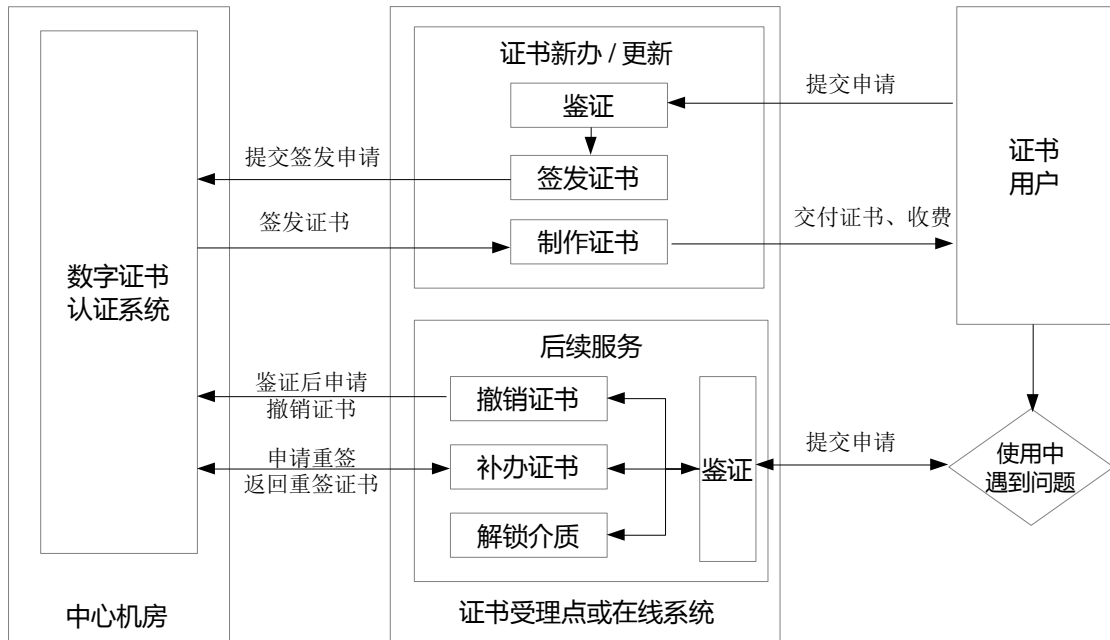 证书新办 / 更新
鉴证
提交申请
提交签发申请
签发证书
证书
用户
签发证书
制作证书
交付证书、收费
数字证书
认证系统
后续服务
鉴证后申请
撤销证书
撤销证书
提交申请
申请重签
返回重签证书
补办证书
鉴证
使用中
遇到问题
解锁介质
中心机房
证书受理点或在线系统